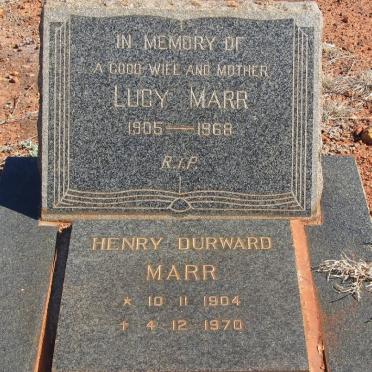 IN MEMORY OF
A GOOD WIFE AND MOTHER
LUCY MARR
1905 — 1968
R.I.P
HENRY DURWARD
MARR
* 10 11 1904
† 4 12 1970